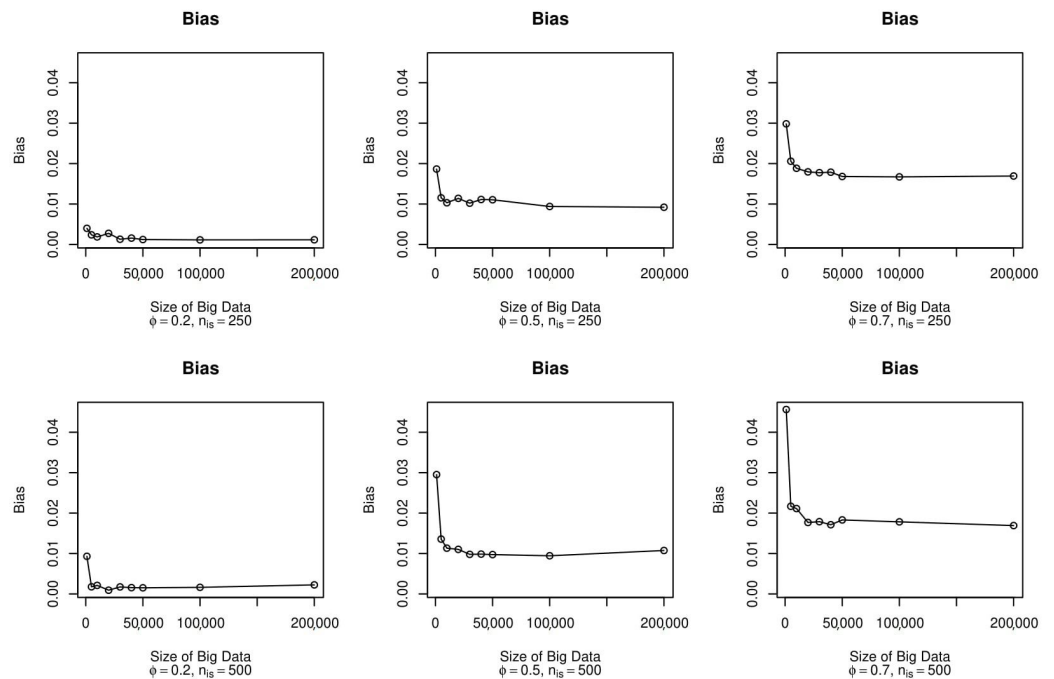 Bias
Bias
Bias
0.04
0.03
0.02
0.01
0.00
Bias
0 50,000 100,000 200,000
Size of Big Data
ϕ = 0.2, nis = 250
0.04
0.03
0.02
0.01
0.00
Bias
0 50,000 100,000 200,000
Size of Big Data
ϕ = 0.5, nis = 250
0.04
0.03
0.02
0.01
0.00
Bias
0 50,000 100,000 200,000
Size of Big Data
ϕ = 0.7, nis = 250
Bias
Bias
Bias
0.04
0.03
0.02
0.01
0.00
Bias
0 50,000 100,000 200,000
Size of Big Data
ϕ = 0.2, nis = 500
0.04
0.03
0.02
0.01
0.00
Bias
0 50,000 100,000 200,000
Size of Big Data
ϕ = 0.5, nis = 500
0.04
0.03
0.02
0.01
0.00
Bias
0 50,000 100,000 200,000
Size of Big Data
ϕ = 0.7, nis = 500